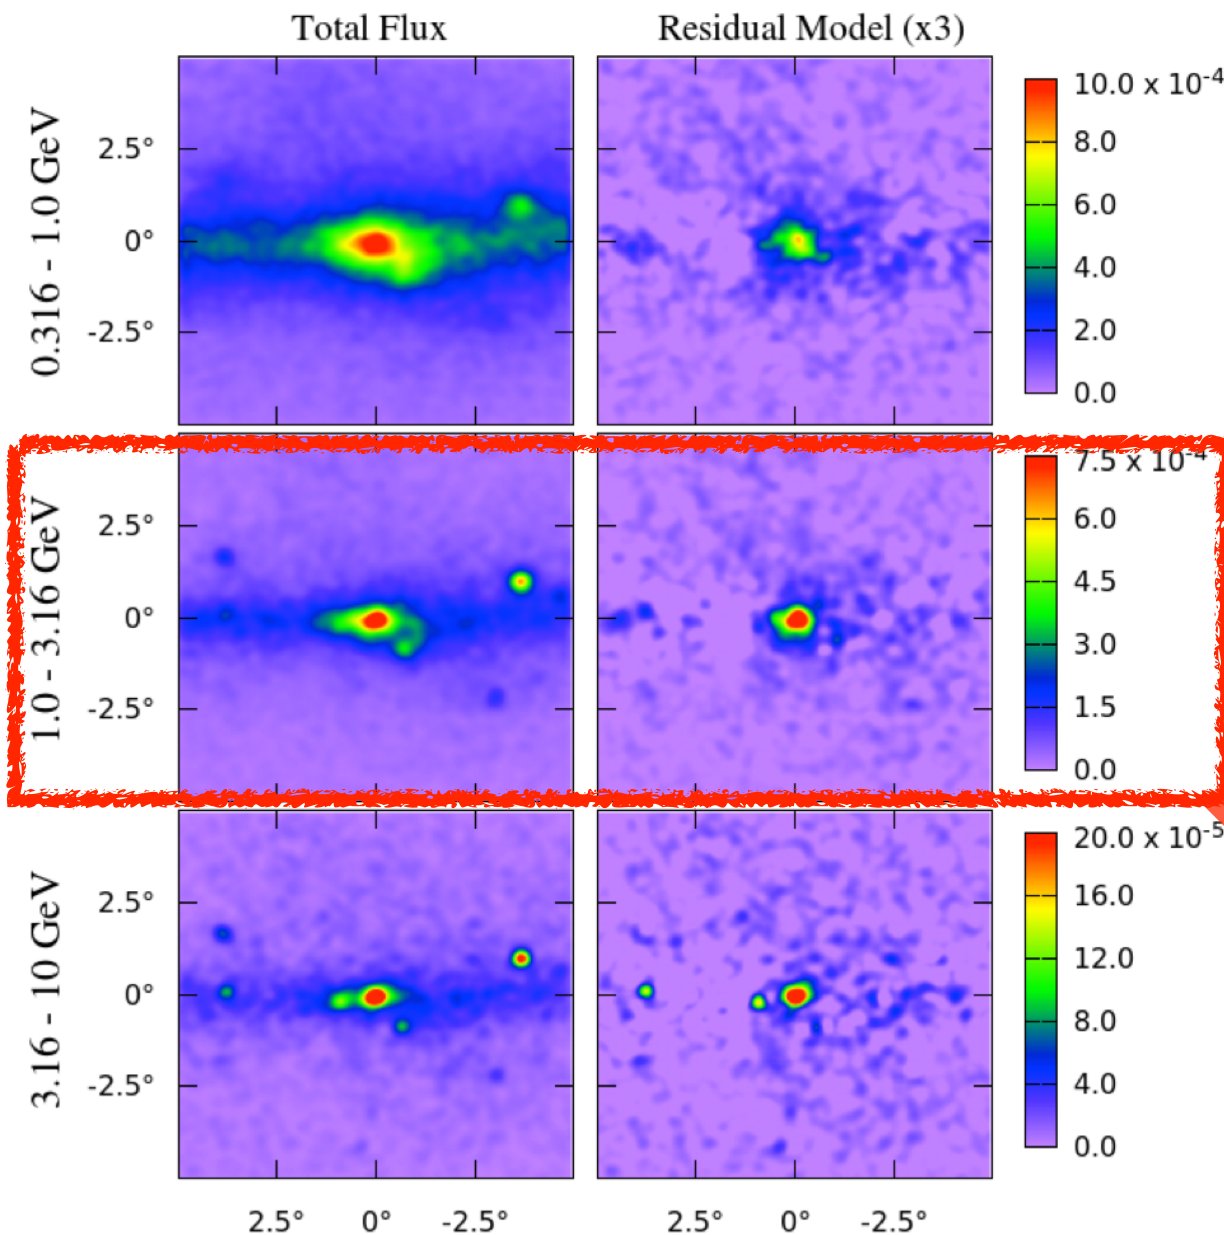 Total Flux
Residual Model (x3)
0.316 - 1.0 GeV
2.5°
0°
-2.5°
10.0 x 10-4
8.0
6.0
4.0
2.0
0.0
1.0 - 3.16 GeV
2.5°
0°
-2.5°
7.5 x 10-4
6.0
4.5
3.0
1.5
0.0
3.16 - 10 GeV
2.5°
0°
-2.5°
20.0 x 10-5
16.0
12.0
8.0
4.0
0.0
2.5° 0° -2.5°
2.5° 0° -2.5°